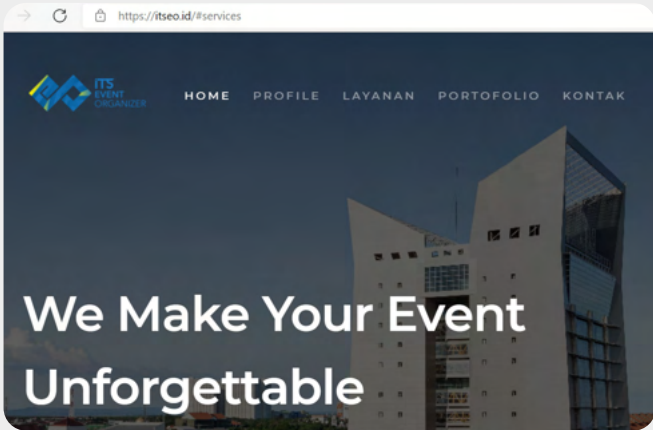 https://itseo.id/#services
ITS
EVENT
ORGANIZER
HOME PROFILE LAYANAN PORTOFOLIO KONTAK
We Make Your Event
Unforgettable